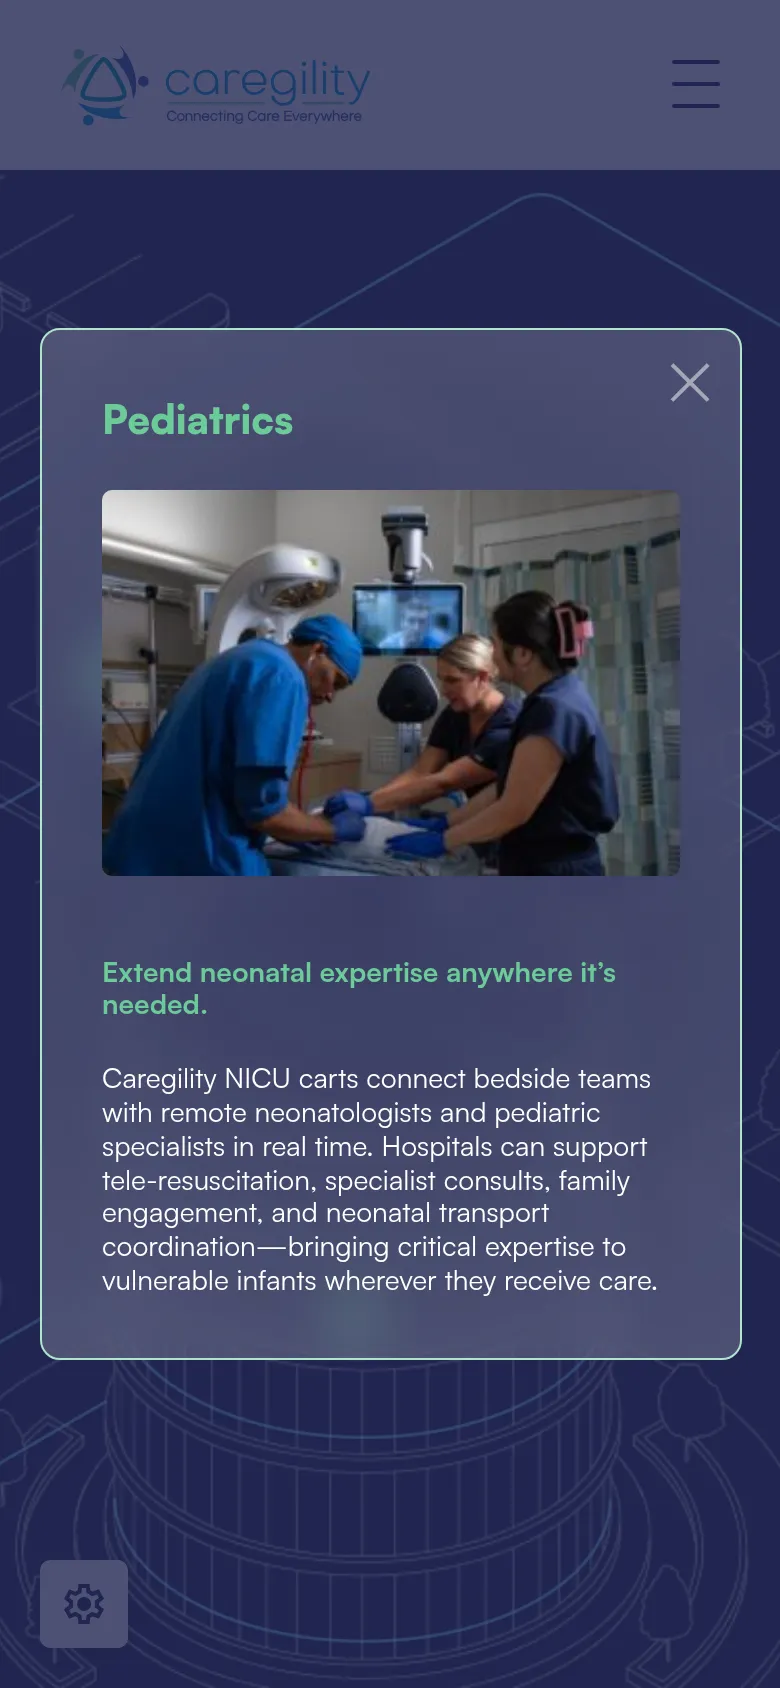 caregility
Connecting Care Everywhere
Pediatrics
Extend neonatal expertise anywhere it’s
needed.
Caregility NICU carts connect bedside teams
with remote neonatologists and pediatric
specialists in real time. Hospitals can support
tele-resuscitation, specialist consults, family
engagement, and neonatal transport
coordination—bringing critical expertise to
vulnerable infants wherever they receive care.